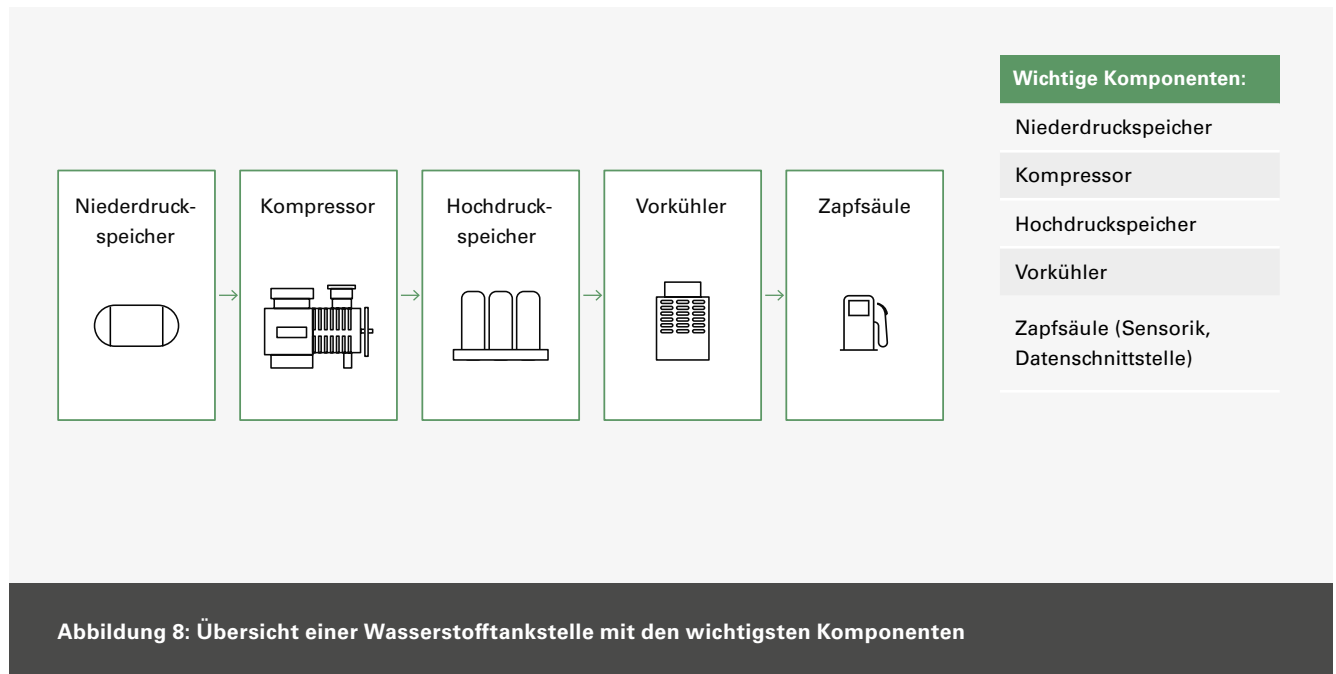 Niederdruck-
speicher
Kompressor
Hochdruck-
speicher
Vorkühler
Zapfsäule
Wichtige Komponenten:
Niederdruckspeicher
Kompressor
Hochdruckspeicher
Vorkühler
Zapfsäule (Sensorik,
Datenschnittstelle)
Abbildung 8: Übersicht einer Wasserstofftankstelle mit den wichtigsten Komponenten